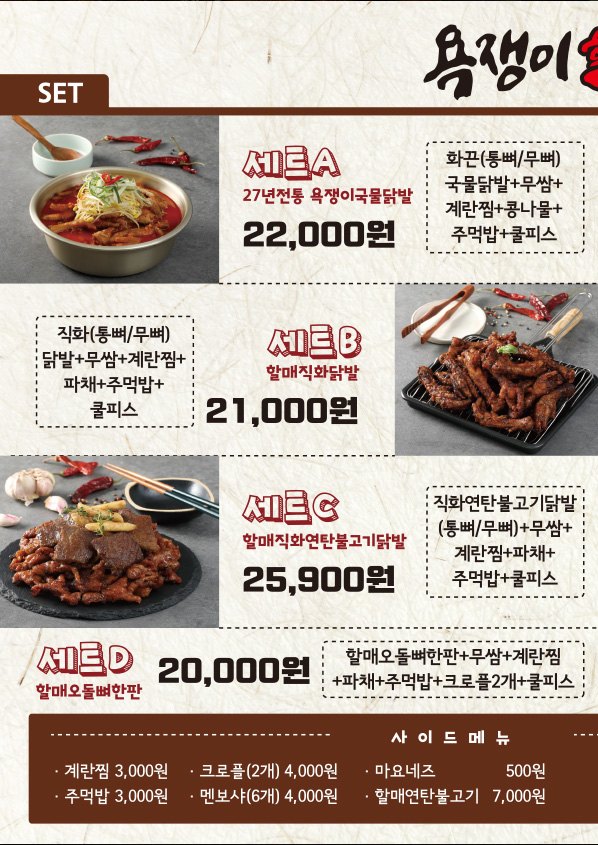 욕쟁이
SET
세트A
27년전통 욕쟁이국물닭발
22,000원
화끈(통뼈/무뼈)
국물닭발+무쌈+
계란찜+콩나물+
주먹밥+쿨피스
직화(통뼈/무뼈)
닭발+무쌈+계란찜+
파채+주먹밥+
쿨피스
세트B
할매직화닭발
21,000원
세트C
할매직화연탄불고기닭발
25,900원
직화연탄불고기닭발
(통뼈/무뼈)+무쌈+
계란찜+파채+
주먹밥+쿨피스
세트D
할매오돌뼈한판
20,000원
할매오돌뼈한판+무쌈+계란찜
+파채+주먹밥+크로플2개+쿨피스
사이드메뉴
· 계란찜 3,000원 · 크로플(2개) 4,000원 · 마요네즈 500원
· 주먹밥 3,000원 · 멘보샤(6개) 4,000원 · 할매연탄불고기 7,000원